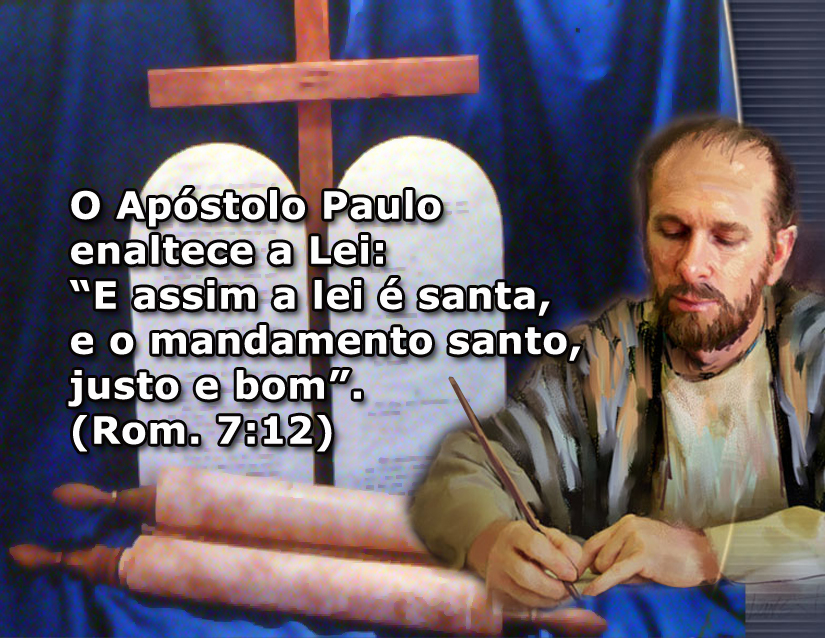 O Apóstolo Paulo
enaltece a Lei:
“E assim a lei é santa,
e o mandamento santo,
justo e bom”.
(Rom. 7:12)